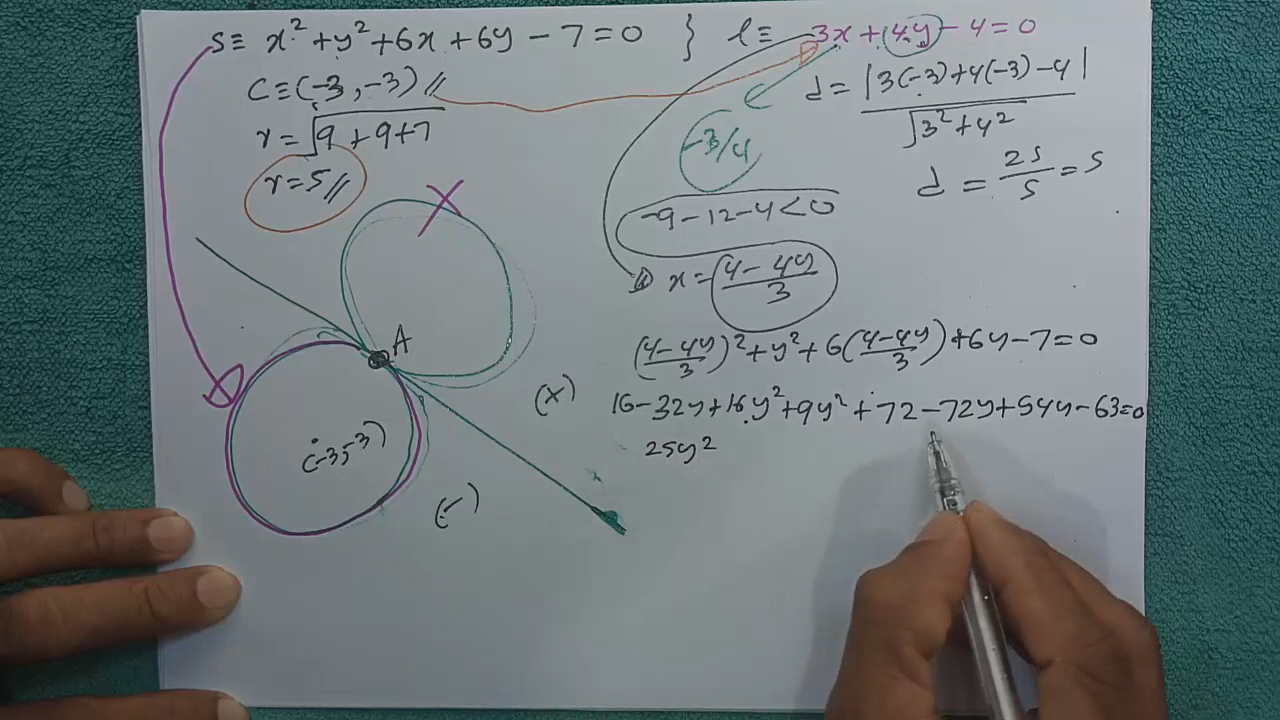 S≡ x²+y²+6x+6y-7=0 } l≡ 3x+4y-4=0
C≡(-3,-3)//
r=√9+9+7
r=5//
d=|3(-3)+4(-3)-4| / √3²+4²
-3/4
d = 25/5 = 5
-9-12-4<0
x=(4-4y)/3
((4-4y)/3)²+y²+6((4-4y)/3)+6y-7=0
A
(x)
16-32y+16y²+9y²+72-72y+54y-63=0
(-3,-3)
25y²
(-)